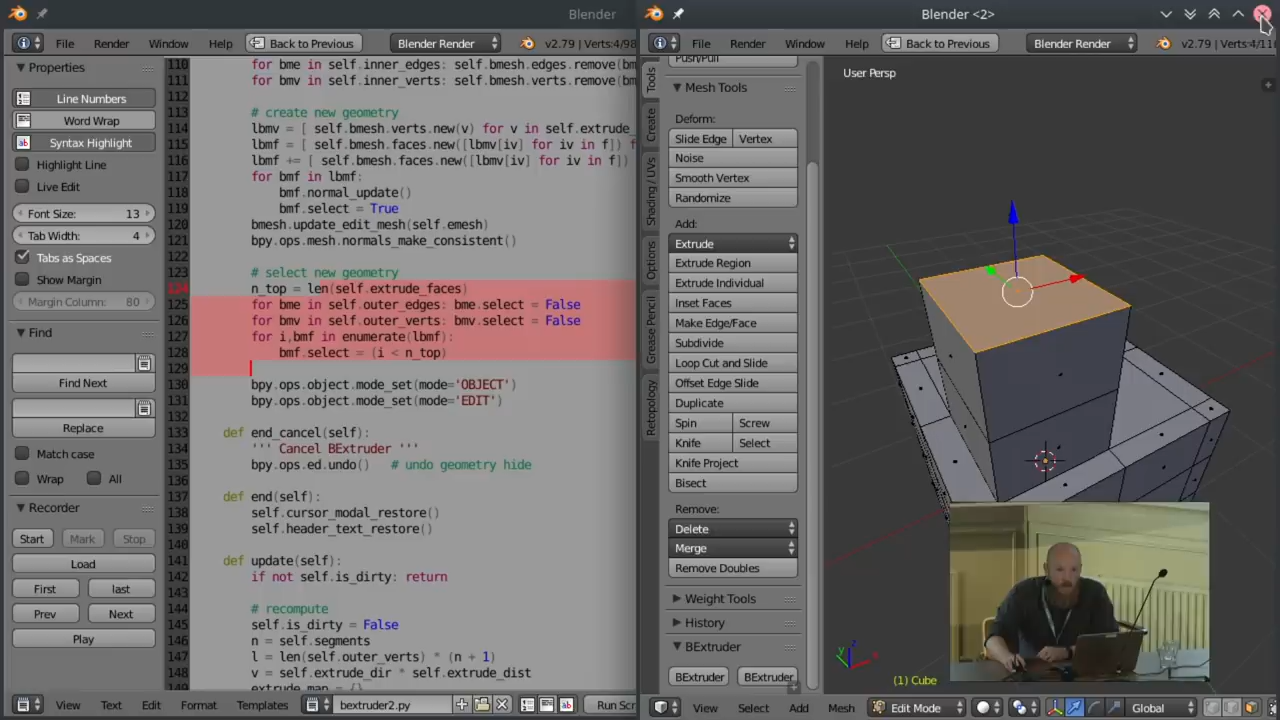 Blender
File
Render
Window
Help
Back to Previous
Blender Render
v2.79 | Verts:4/98
Properties
Line Numbers
Word Wrap
Syntax Highlight
Highlight Line
Live Edit
Font Size: 13
Tab Width: 4
Tabs as Spaces
Show Margin
Margin Column: 80
Find
Find Next
Replace
Match case
Wrap
All
Recorder
Start
Mark
Stop
Load
First
last
Prev
Next
Play
110 for bme in self.inner_edges: self.bmesh.edges.remove(bm
111 for bmv in self.inner_verts: self.bmesh.verts.remove(bm
112
113 # create new geometry
114 lbmv = [ self.bmesh.verts.new(v) for v in self.extrude_
115 lbmf = [ self.bmesh.faces.new([lbmv[iv] for iv in f]) f
116 lbmf += [ self.bmesh.faces.new([lbmv[iv] for iv in f])
117 for bmf in lbmf:
118 bmf.normal_update()
119 bmf.select = True
120 bmesh.update_edit_mesh(self.emesh)
121 bpy.ops.mesh.normals_make_consistent()
122
123 # select new geometry
124 n_top = len(self.extrude_faces)
125 for bme in self.outer_edges: bme.select = False
126 for bmv in self.outer_verts: bmv.select = False
127 for i,bmf in enumerate(lbmf):
128 bmf.select = (i < n_top)
129
130 bpy.ops.object.mode_set(mode='OBJECT')
131 bpy.ops.object.mode_set(mode='EDIT')
132
133 def end_cancel(self):
134 ''' Cancel BExtruder '''
135 bpy.ops.ed.undo() # undo geometry hide
136
137 def end(self):
138 self.cursor_modal_restore()
139 self.header_text_restore()
140
141 def update(self):
142 if not self.is_dirty: return
143
144 # recompute
145 self.is_dirty = False
146 n = self.segments
147 l = len(self.outer_verts) * (n + 1)
148 v = self.extrude_dir * self.extrude_dist
149 extrude_map = {}
View
Text
Edit
Format
Templates
bextruder2.py
Run Scr
Blender <2>
File
Render
Window
Help
Back to Previous
Blender Render
v2.79 | Verts:4/11
Tools
Create
Shading / UVs
Options
Grease Pencil
Retopology
Push/Pull
Mesh Tools
Deform:
Slide Edge
Vertex
Noise
Smooth Vertex
Randomize
Add:
Extrude
Extrude Region
Extrude Individual
Inset Faces
Make Edge/Face
Subdivide
Loop Cut and Slide
Offset Edge Slide
Duplicate
Spin
Screw
Knife
Select
Knife Project
Bisect
Remove:
Delete
Merge
Remove Doubles
Weight Tools
History
BExtruder
BExtruder
BExtruder
User Persp
(1) Cube
View
Select
Add
Mesh
Edit Mode
Global